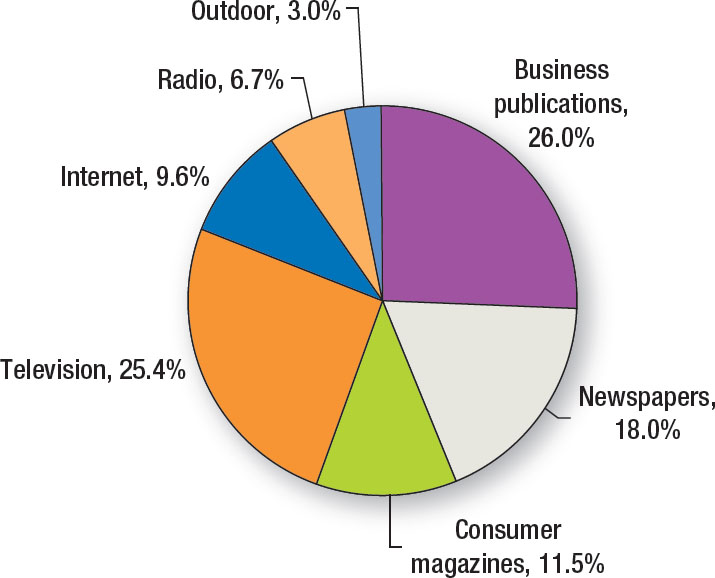 Outdoor, 3.0%
Radio, 6.7%
Business
publications,
26.0%
Internet, 9.6%
Television, 25.4%
Newspapers,
18.0%
Consumer
magazines, 11.5%